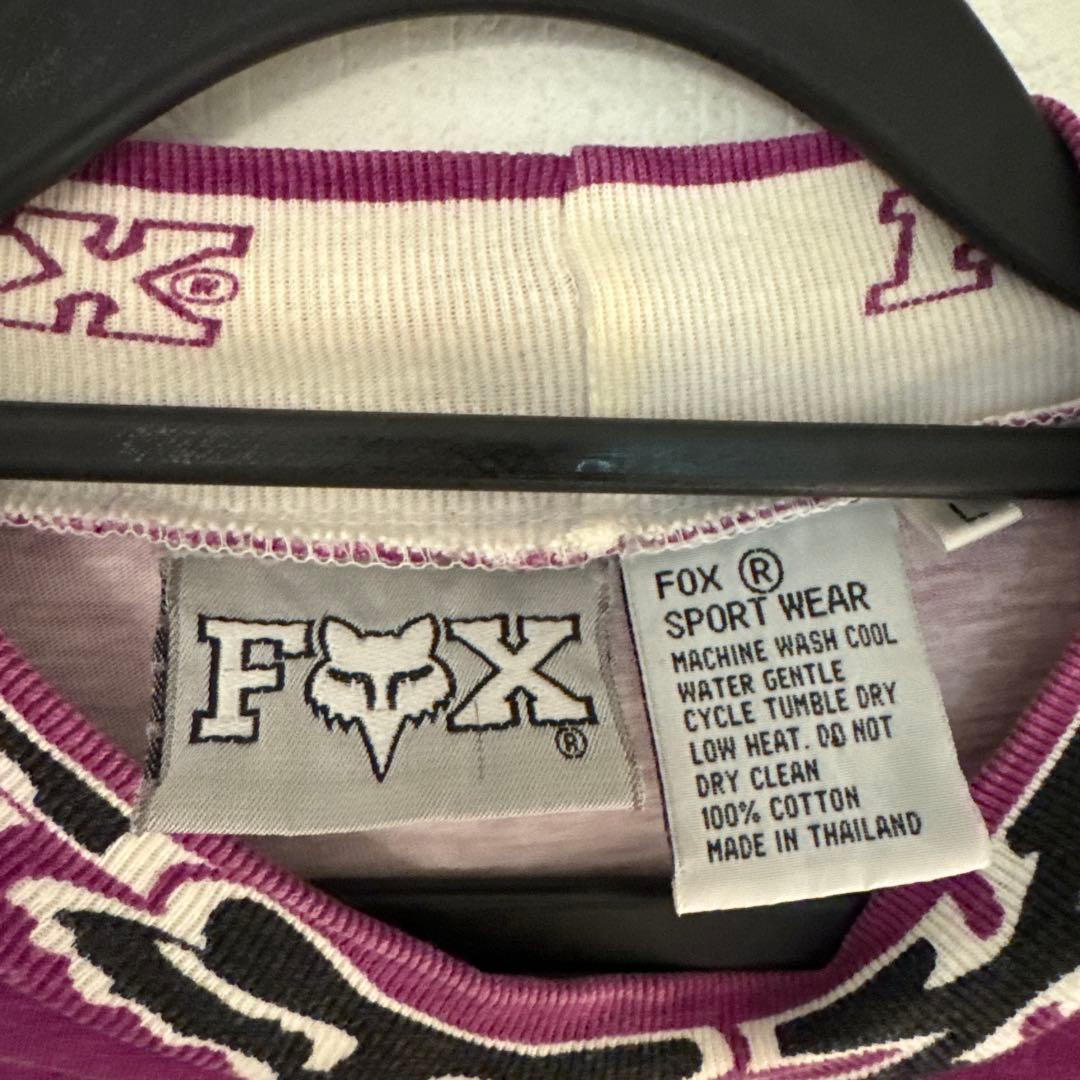 X ®
F
L
FOX ®
FOX ®
SPORT WEAR
MACHINE WASH COOL
WATER GENTLE
CYCLE TUMBLE DRY
LOW HEAT. DO NOT
DRY CLEAN
100% COTTON
MADE IN THAILAND